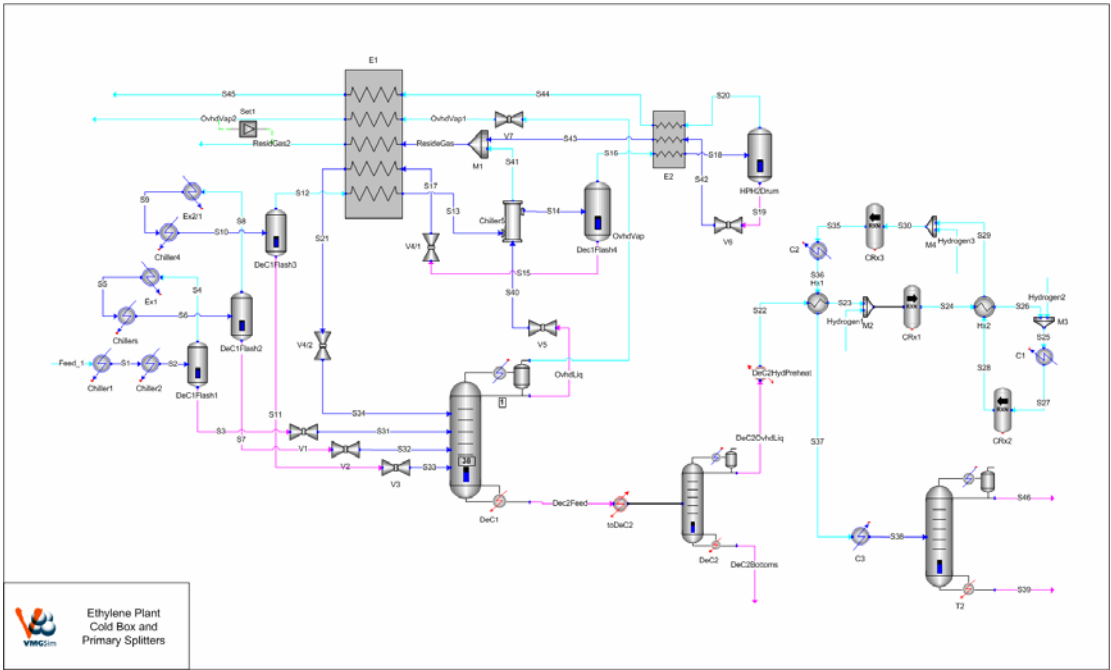 E1
S45
S44
S20
Set1
OvhdVap2
OvhdVap1
V7
S43
ResidGas2
ResideGas
M1
S41
S16
S18
E2
S42
HPH2Drum
S19
V6
S12
S17
S13
Chiller5
S14
OvhdVap
Dec1Flash4
S15
V4/1
S21
S40
V5
OvhdLiq
S9
Ex2/1
S8
S10
Chiller4
DeC1Flash3
S5
Ex1
S4
S6
Chillers
DeC1Flash2
Feed_1
S1
S2
Chiller1
Chiller2
DeC1Flash1
V4/2
S3
S7
S11
S34
S31
V1
S32
V2
S33
V3
1
20
DeC1
Dec2Feed
toDeC2
DeC2
DeC2Bottoms
DeC2OvhdLiq
DeC2HydPreheat
S22
S35
C2
S36
Hx1
CRx3
S30
M4
Hydrogen3
S29
S23
Hydrogen1
M2
RXN
CRx1
S24
Hx2
S26
Hydrogen2
M3
S25
C1
S28
S27
RXN
CRx2
RXN
S37
C3
S38
S46
S39
T2
VMGSim
Ethylene Plant
Cold Box and
Primary Splitters